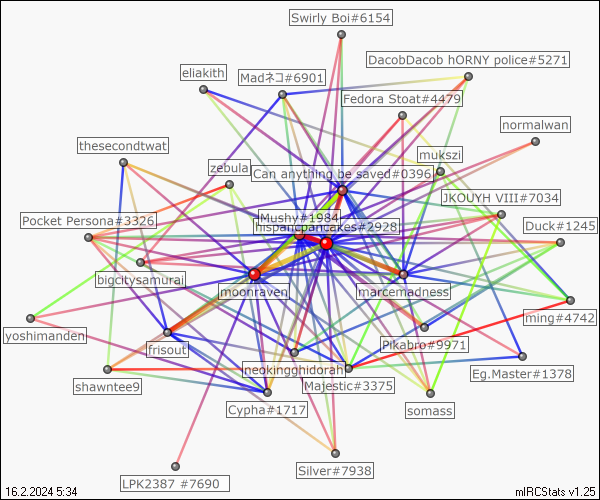 Swirly Boi#6154
DacobDacob hORNY police#5271
eliakith
Madネコ#6901
Fedora Stoat#4479
normalwan
thesecondtwat
mukszi
zebula
Can anything be saved#0396
JKOUYH VIII#7034
Pocket Persona#3326
Mushy#1984
hispancpancakes#2928
Duck#1245
bigcitysamurai
moonraven
marcemadness
ming#4742
yoshimanden
frisout
Pikabro#9971
neokingghidorah
Eg.Master#1378
shawntee9
Majestic#3375
Cypha#1717
somass
Silver#7938
LPK2387 #7690
16.2.2024 5:34
mIRCStats v1.25